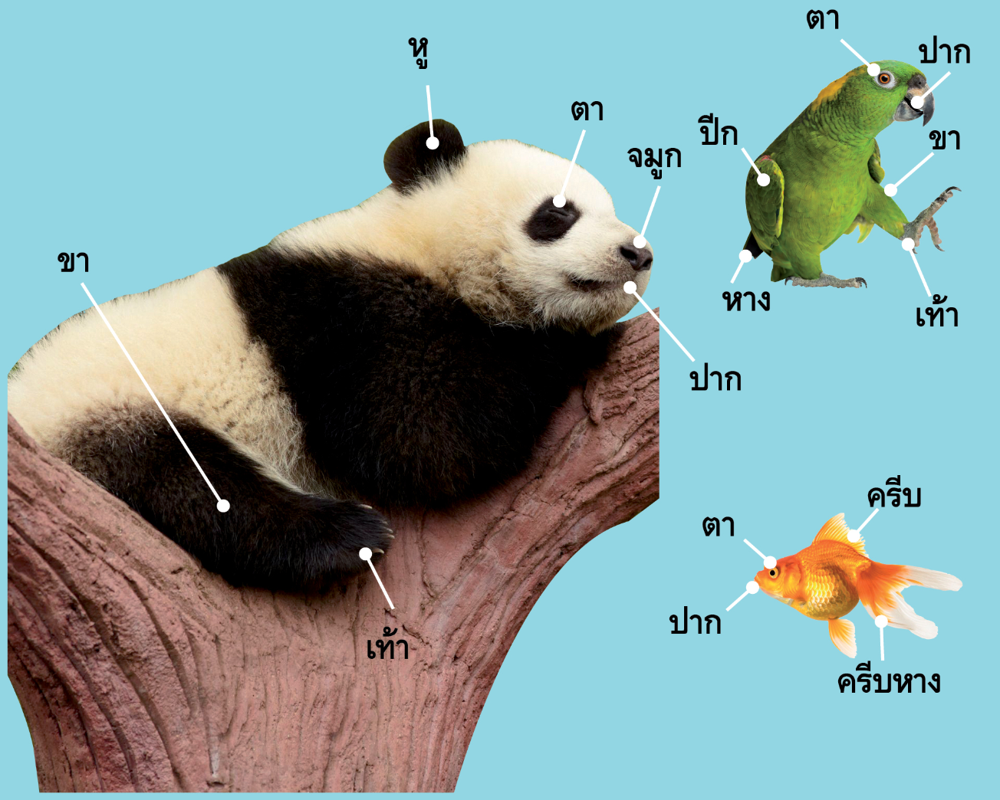 หู
ตา
จมูก
ขา
ปาก
เท้า
ตา
ปาก
ปีก
ขา
หาง
เท้า
ครีบ
ตา
ปาก
ครีบหาง